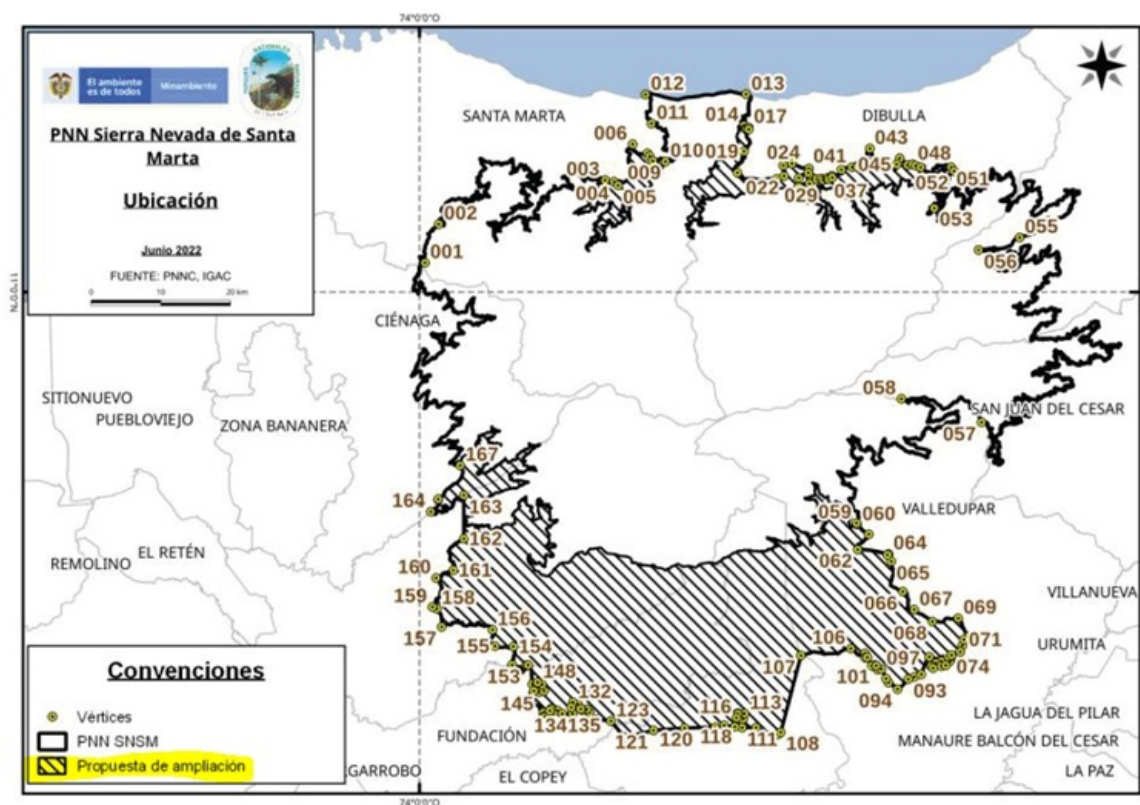 74°0'0"O
El ambiente
es de todos
Minambiente
PNN Sierra Nevada de Santa
Marta
Ubicación
Junio 2022
FUENTE: PNNC, IGAC
0 10 20 km
11°0'0"N
SANTA MARTA
DIBULLA
012
013
011
014
017
006
010
019
043
024
041
045
048
003
009
051
004
005
022
029
037
052
002
053
055
001
056
CIÉNAGA
SITIONUEVO
PUEBLOVIEJO
ZONA BANANERA
058
SAN JUAN DEL CESAR
057
167
164
163
059
060
VALLEDUPAR
162
062
064
REMOLINO
EL RETÉN
160
161
065
VILLANUEVA
159
158
066
067
069
157
156
068
071
URUMITA
155
154
106
097
107
101
074
153
148
094
093
145
132
123
116
113
134
135
LA JAGUA DEL PILAR
FUNDACIÓN
121
120
118
111
108
MANAURE BALCÓN DEL CESAR
GARROBO
EL COPEY
LA PAZ
Convenciones
Vértices
PNN SNSM
Propuesta de ampliación
74°0'0"O